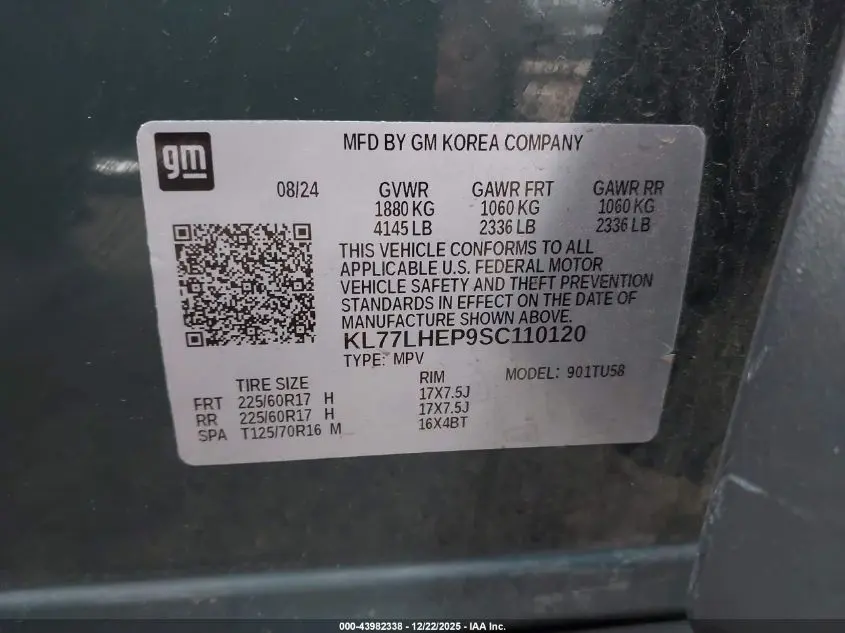 gm
MFD BY GM KOREA COMPANY
08/24 GVWR GAWR FRT GAWR RR
1880 KG 1060 KG 1060 KG
4145 LB 2336 LB 2336 LB
THIS VEHICLE CONFORMS TO ALL
APPLICABLE U.S. FEDERAL MOTOR
VEHICLE SAFETY AND THEFT PREVENTION
STANDARDS IN EFFECT ON THE DATE OF
MANUFACTURE SHOWN ABOVE.
KL77LHEP9SC110120
TYPE: MPV
TIRE SIZE RIM MODEL: 901TU58
FRT 225/60R17 H 17X7.5J
RR 225/60R17 H 17X7.5J
SPA T125/70R16 M 16X4BT
000-43982338 - 12/22/2025 - IAA Inc.